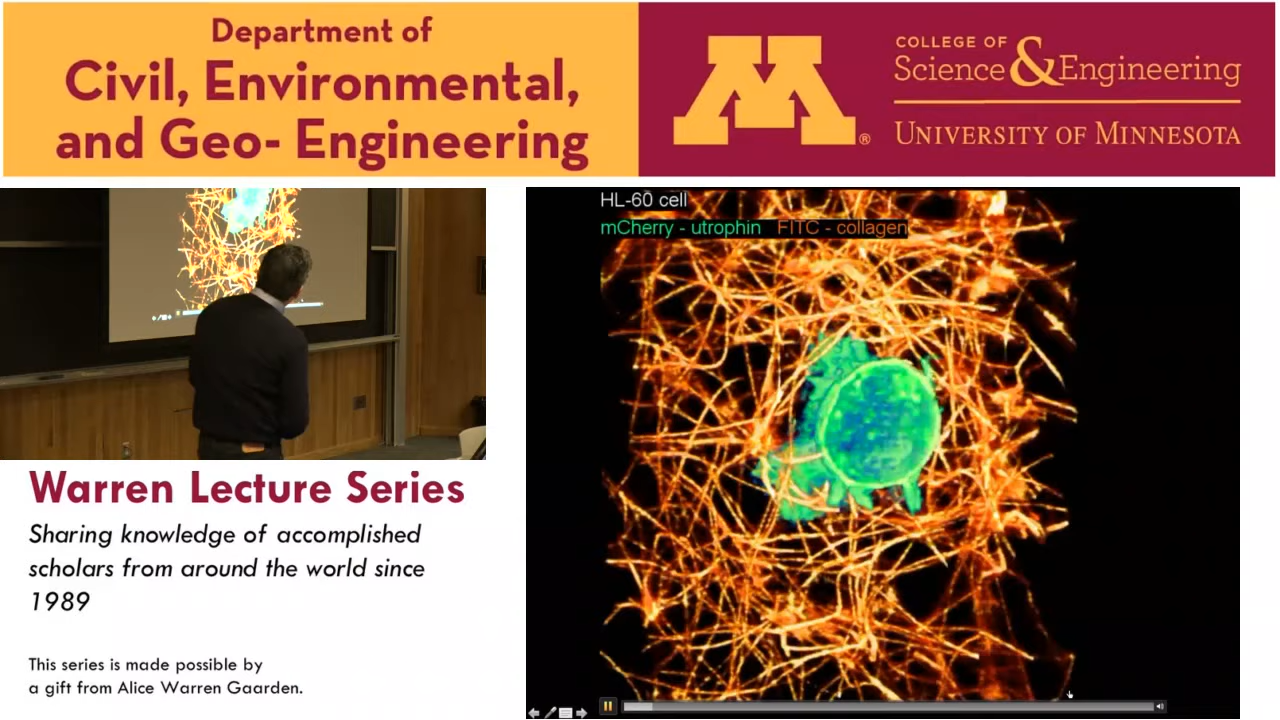 Department of
Civil, Environmental,
and Geo- Engineering
M®
COLLEGE OF
Science & Engineering
UNIVERSITY OF MINNESOTA
HL-60 cell
mCherry - utrophin FITC - collagen
Warren Lecture Series
Sharing knowledge of accomplished
scholars from around the world since
1989
This series is made possible by
a gift from Alice Warren Gaarden.